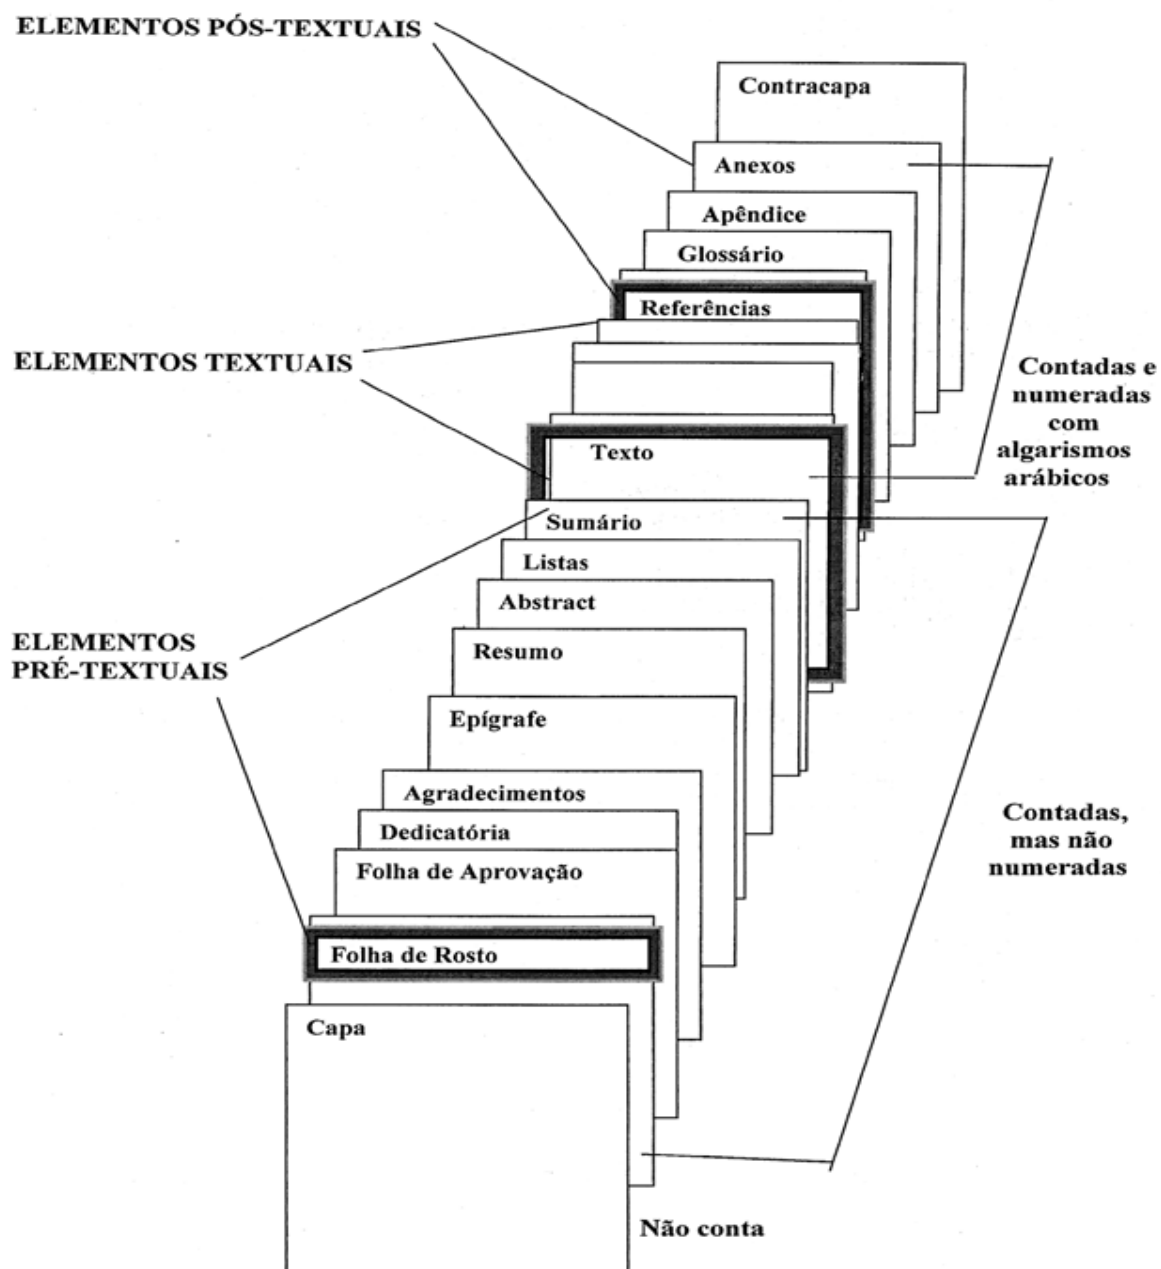 ELEMENTOS PÓS-TEXTUAIS
Contracapa
Anexos
Apêndice
Glossário
Referências
ELEMENTOS TEXTUAIS
Contadas e
numeradas
com
algarismos
arábicos
Texto
Sumário
Listas
Abstract
Resumo
ELEMENTOS
PRÉ-TEXTUAIS
Epígrafe
Agradecimentos
Dedicatória
Folha de Aprovação
Contadas,
mas não
numeradas
Folha de Rosto
Capa
Não conta